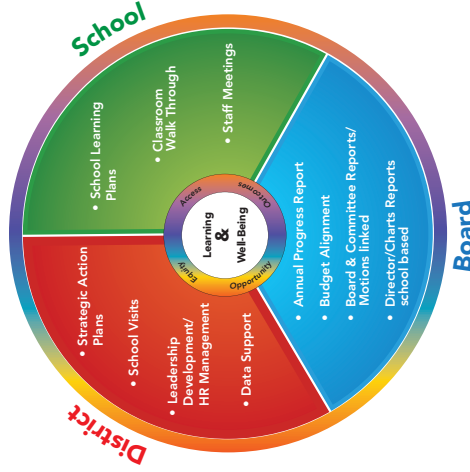 School
• School Learning
Plans
• Classroom
Walk Through
• Staff Meetings
District
• Strategic Action
Plans
• School Visits
• Leadership
Development/
HR Management
• Data Support
Access
Outcomes
Equity
Opportunity
Learning
&
Well-Being
• Annual Progress Report
• Budget Alignment
• Board & Committee Reports/
Motions linked
• Director/Charts Reports
school based
Board